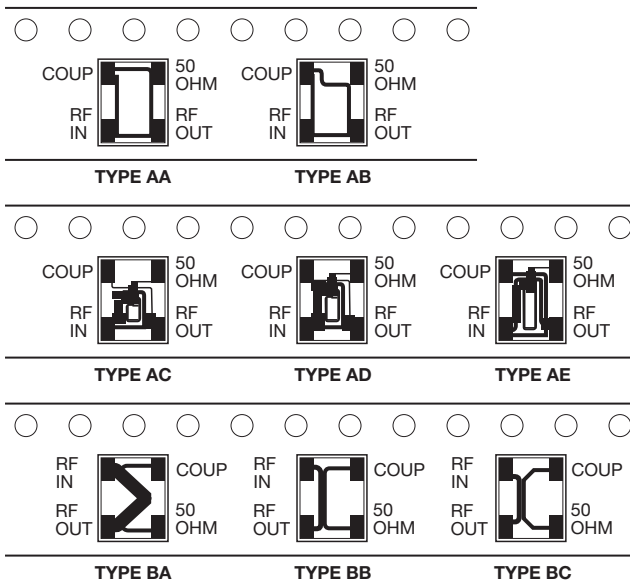 COUP 50 OHM COUP 50 OHM
RF IN RF OUT RF IN RF OUT
TYPE AA TYPE AB
COUP 50 OHM COUP 50 OHM COUP 50 OHM
RF IN RF OUT RF IN RF OUT RF IN RF OUT
TYPE AC TYPE AD TYPE AE
RF IN COUP RF IN COUP RF IN COUP
RF OUT 50 OHM RF OUT 50 OHM RF OUT 50 OHM
TYPE BA TYPE BB TYPE BC